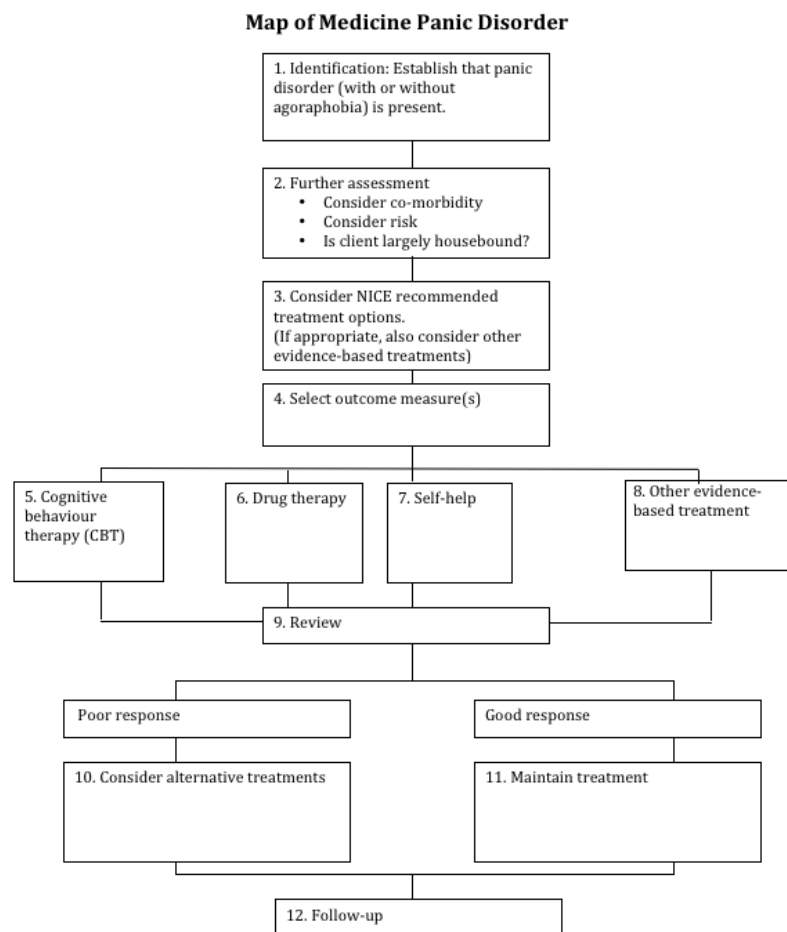 Map of Medicine Panic Disorder
1. Identification: Establish that panic
disorder (with or without
agoraphobia) is present.
2. Further assessment
• Consider co-morbidity
• Consider risk
• Is client largely housebound?
3. Consider NICE recommended
treatment options.
(If appropriate, also consider other
evidence-based treatments)
4. Select outcome measure(s)
5. Cognitive
behaviour
therapy (CBT)
6. Drug therapy
7. Self-help
8. Other evidence-
based treatment
9. Review
Poor response
Good response
10. Consider alternative treatments
11. Maintain treatment
12. Follow-up